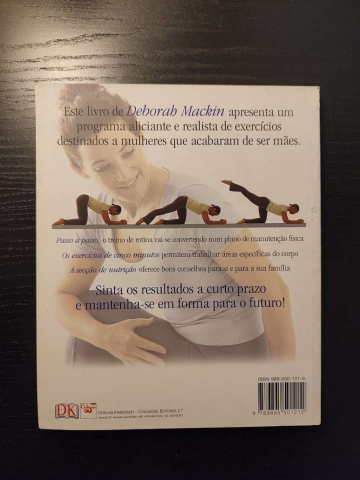 Este livro de Deborah Mackin apresenta um
programa aliciante e realista de exercícios
destinados a mulheres que acabaram de ser mães.
Passo a passo, o treino de rotina vai-se convertendo num plano de manutenção física
Os exercícios de cinco minutos permitem trabalhar áreas específicas do corpo
A secção de nutrição oferece bons conselhos para si e para a sua família
Sinta os resultados a curto prazo
e mantenha-se em forma para o futuro!
DK